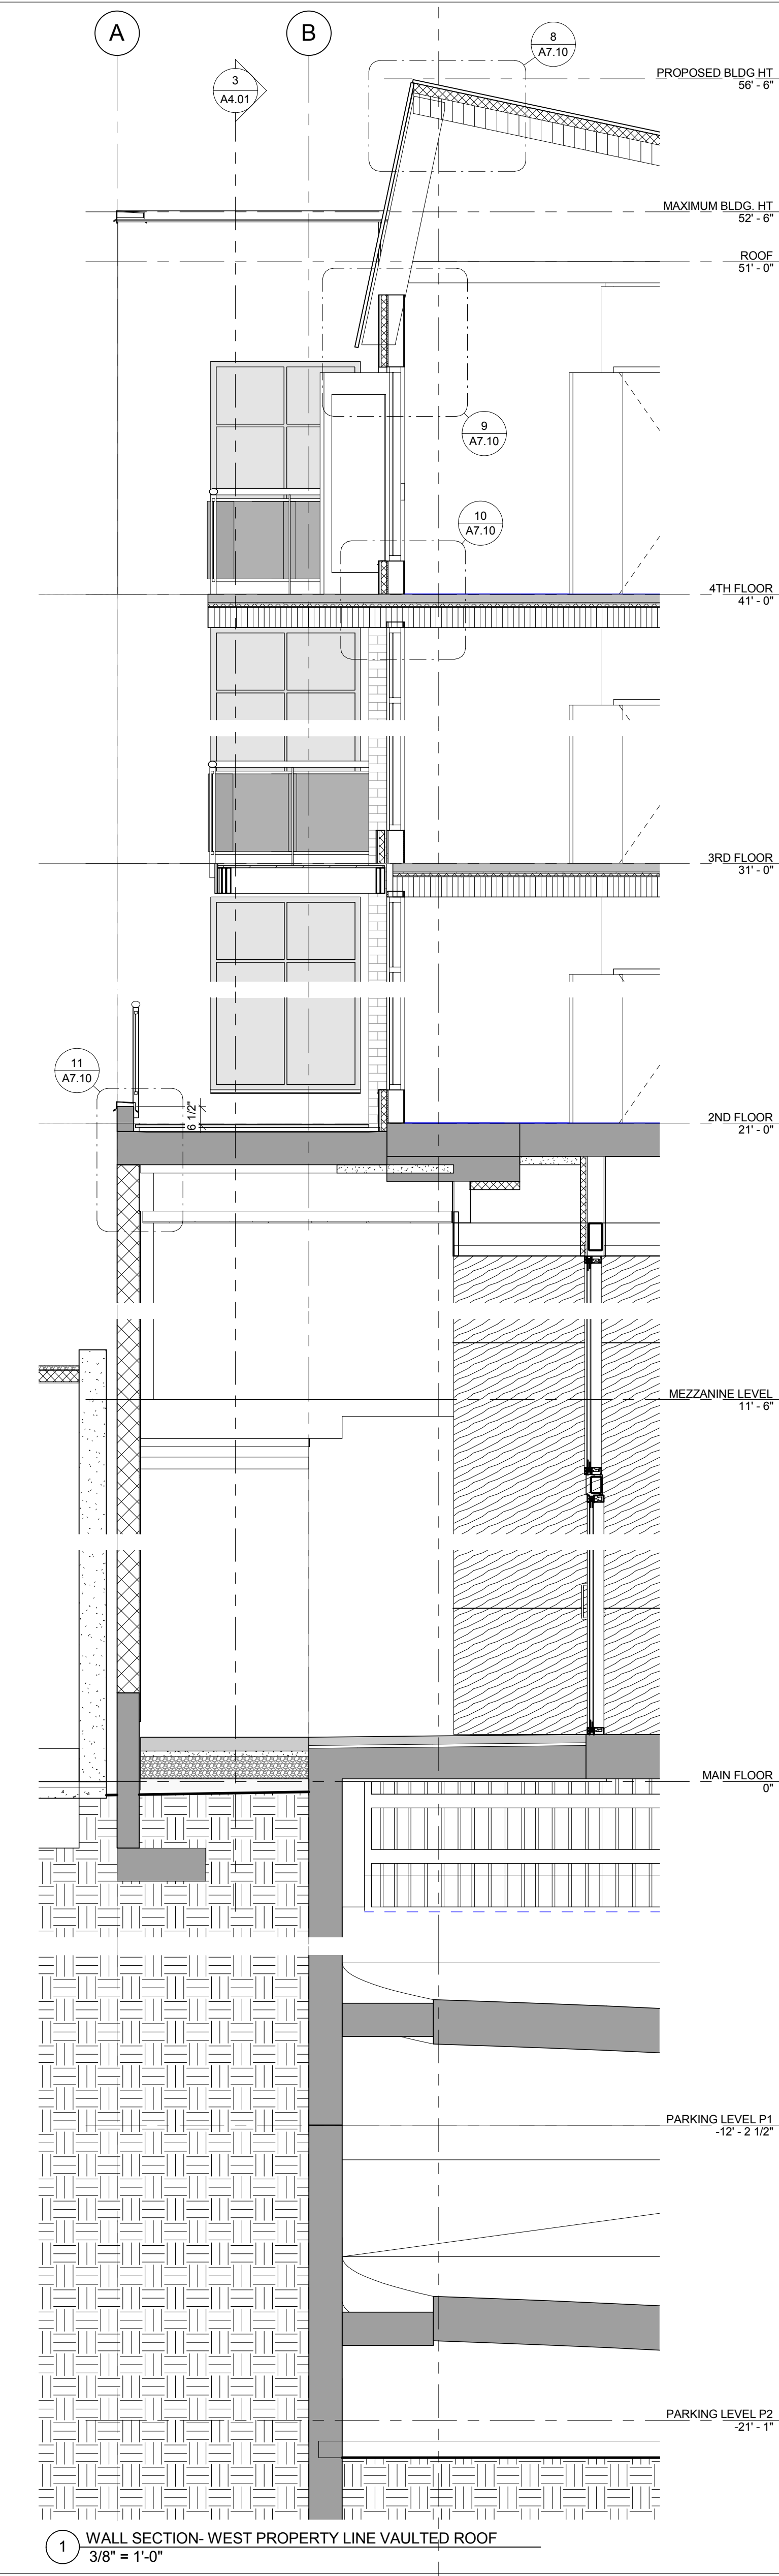 A
B
8
A7.10
3
A4.01
PROPOSED BLDG HT
56' - 6"
MAXIMUM BLDG. HT
52' - 6"
ROOF
51' - 0"
9
A7.10
10
A7.10
4TH FLOOR
41' - 0"
3RD FLOOR
31' - 0"
11
A7.10
6 1/2"
2ND FLOOR
21' - 0"
MEZZANINE LEVEL
11' - 6"
MAIN FLOOR
0"
PARKING LEVEL P1
-12' - 2 1/2"
PARKING LEVEL P2
-21' - 1"
1
WALL SECTION- WEST PROPERTY LINE VAULTED ROOF
3/8" = 1'-0"